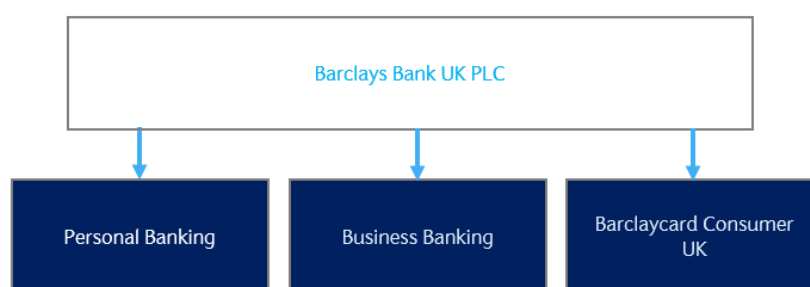 Barclays Bank UK PLC
Personal Banking
Business Banking
Barclaycard Consumer
UK